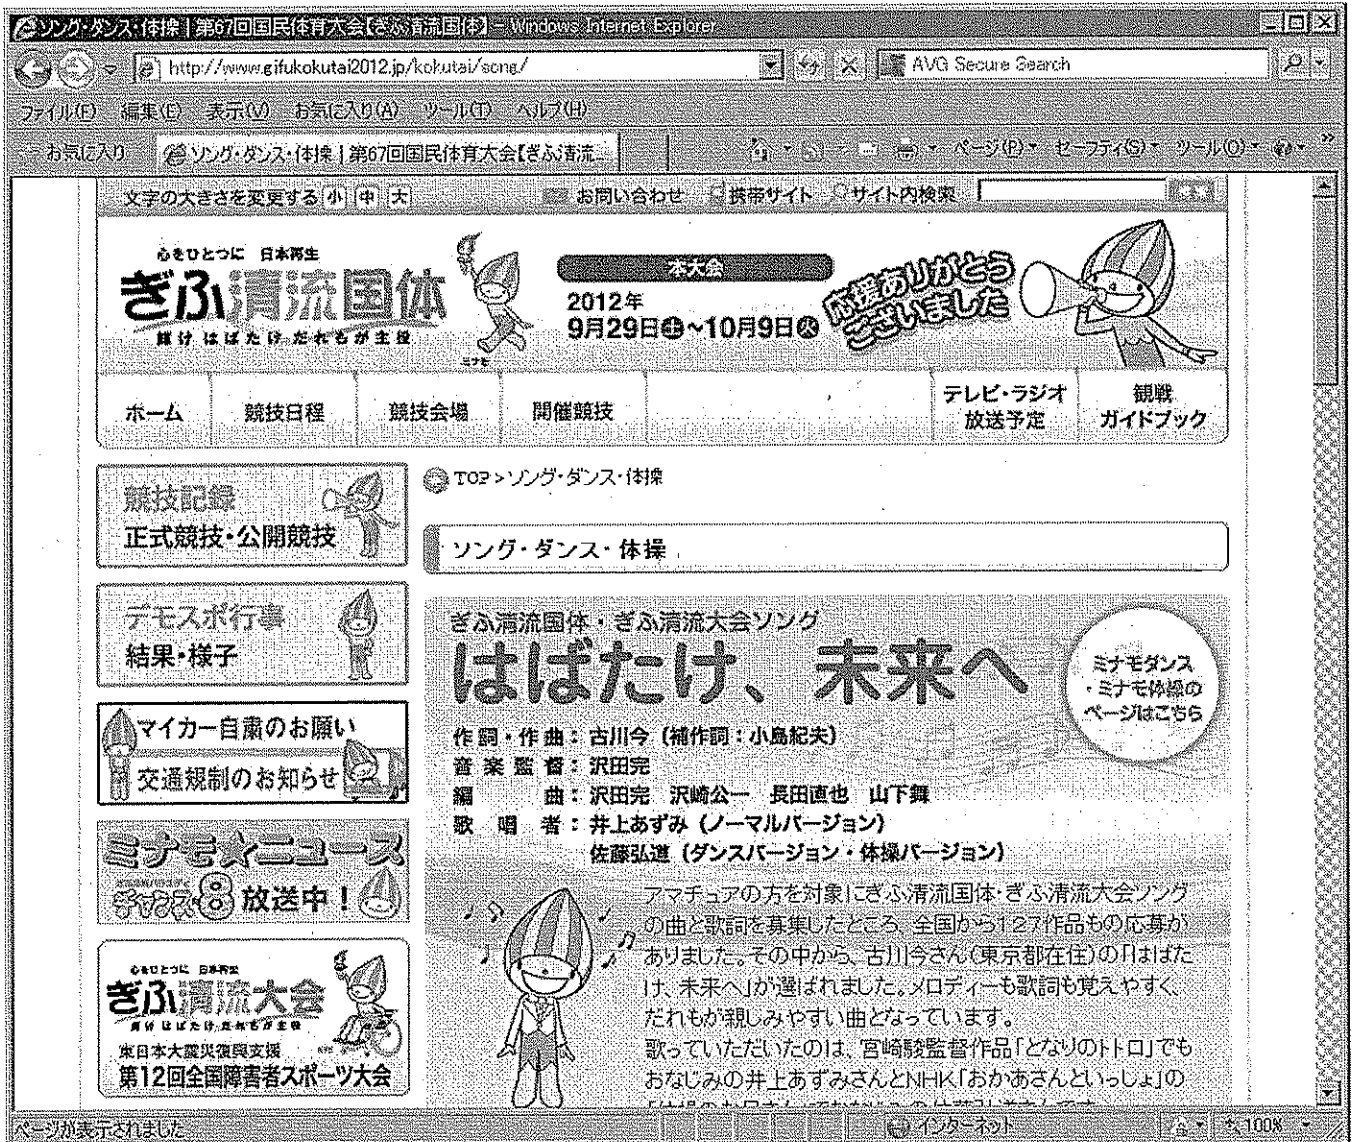 ソング・ダンス・体操 | 第67回国民体育大会【ぎふ清流国体】 - Windows Internet Explorer
http://www.gifukokutai2012.jp/kokutai/song/
AVG Secure Search
ファイル(F) 編集(E) 表示(V) お気に入り(A) ツール(T) ヘルプ(H)
お気に入り
ソング・ダンス・体操 | 第67回国民体育大会【ぎふ清流...
ページ(P) セーフティ(S) ツール(O)
文字の大きさを変更する 小 中 大
お問い合わせ 携帯サイト サイト内検索
心をひとつに 日本再生
ぎふ清流国体
輝け はばたけ だれもが主役
ミナモ
本大会
2012年
9月29日土~10月9日火
応援ありがとう
ございました
ホーム 競技日程 競技会場 開催競技
テレビ・ラジオ
放送予定
観戦
ガイドブック
競技記録
正式競技・公開競技
デモスポ行事
結果・様子
マイカー自粛のお願い
交通規制のお知らせ
ミナモ☆ニュース
チャンス8 放送中!
心をひとつに 日本再生
ぎふ清流大会
輝け はばたけ だれもが主役
東日本大震災復興支援
第12回全国障害者スポーツ大会
TOP>ソング・ダンス・体操
ソング・ダンス・体操
ぎふ清流国体・ぎふ清流大会ソング
はばたけ、未来へ
ミナモダンス
・ミナモ体操の
ページはこちら
作詞・作曲:古川今(補作詞:小島紀夫)
音楽監督:沢田完
編曲:沢田完 沢崎公一 長田直也 山下舞
歌唱者:井上あずみ(ノーマルバージョン)
佐藤弘道(ダンスバージョン・体操バージョン)
アマチュアの方を対象にぎふ清流国体・ぎふ清流大会ソング
の曲と歌詞を募集したところ、全国から127作品もの応募が
ありました。その中から、古川今さん(東京都在住)の「はばた
け、未来へ」が選ばれました。メロディーも歌詞も覚えやすく、
だれもが親しみやすい曲となっています。
歌っていただいたのは、宮崎駿監督作品「となりのトトロ」でも
おなじみの井上あずみさんとNHK「おかあさんといっしょ」の
ページが表示されました
インターネット
100%